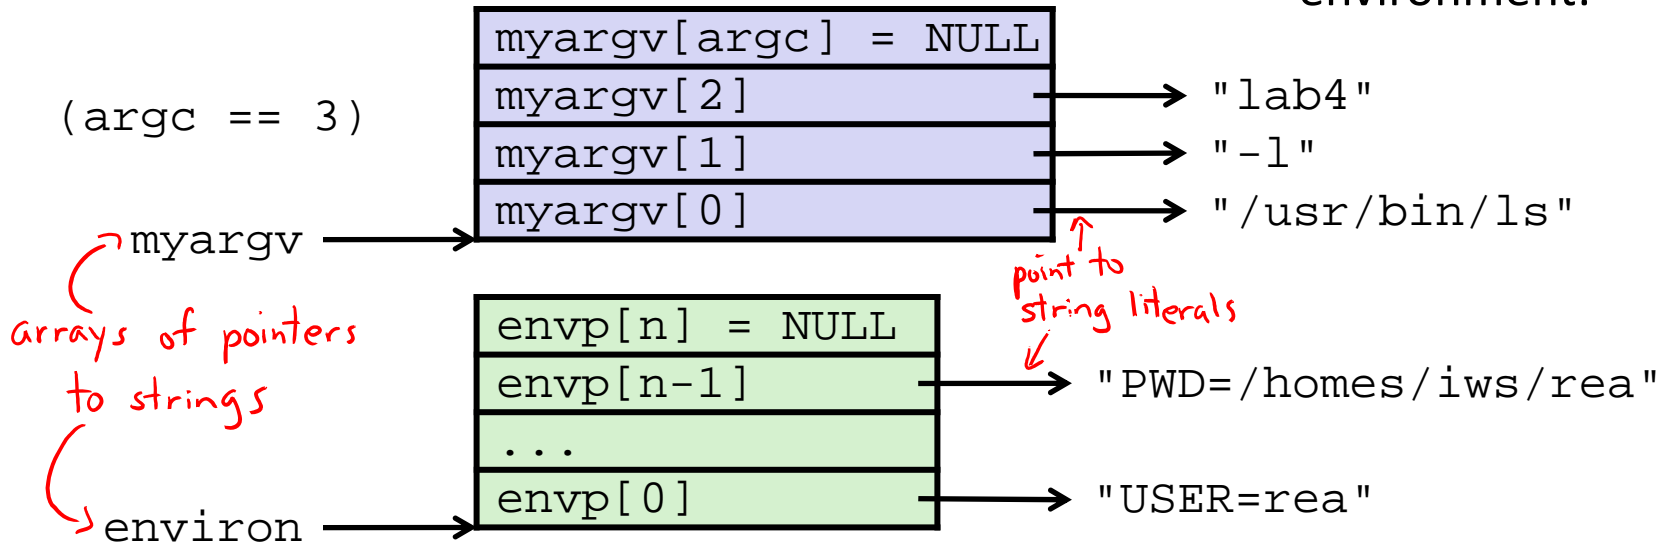 environment:
myargv[argc] = NULL
(argc == 3)
myargv[2]
"lab4"
myargv[1]
"-l"
myargv[0]
"/usr/bin/ls"
myargv
point to
string literals
arrays of pointers
to strings
envp[n] = NULL
envp[n-1]
"PWD=/homes/iws/rea"
...
envp[0]
"USER=rea"
environ